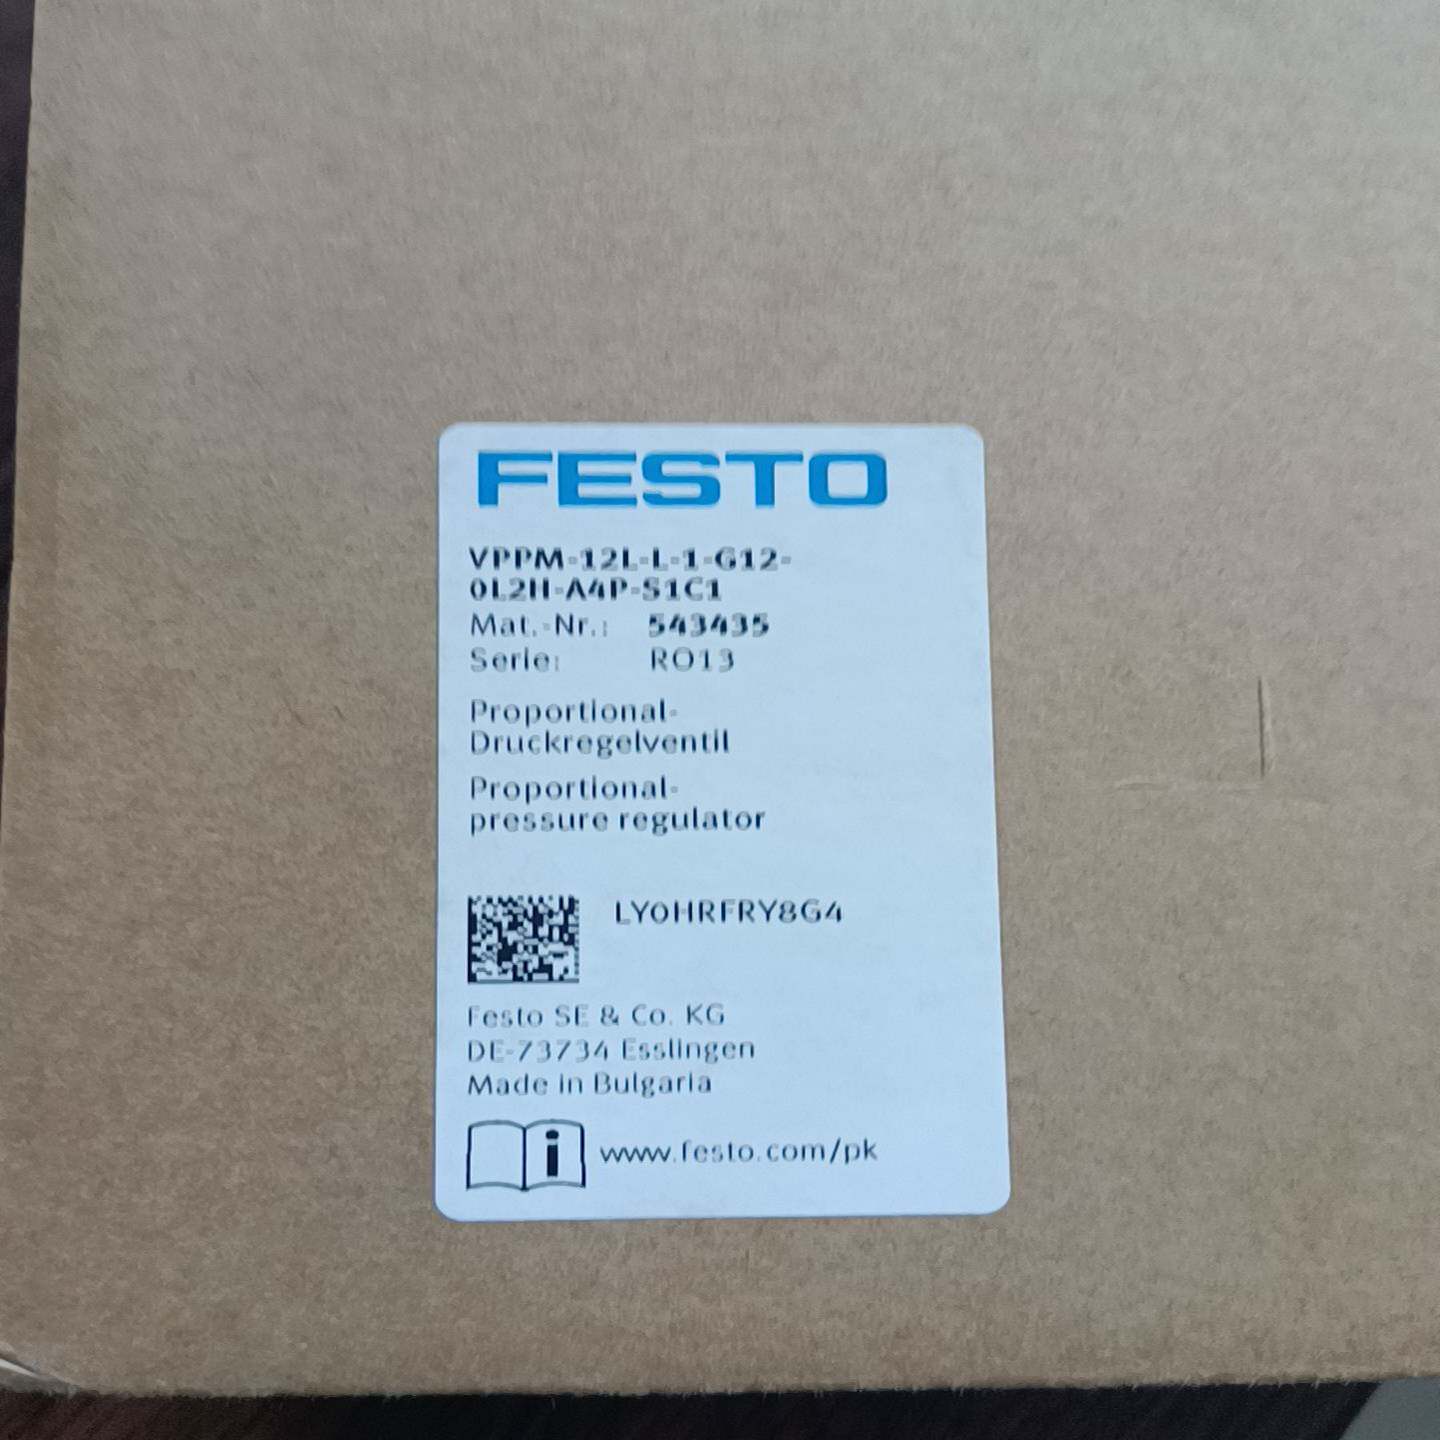 FESTO
VPPM-12L-L-1-G12-
0L2H-A4P-S1C1
Mat.-Nr.: 543435
Serie: RO13
Proportional-
Druckregelventil
Proportional-
pressure regulator
LY0HRFRY8G4
Festo SE & Co. KG
DE-73734 Esslingen
Made in Bulgaria
www.festo.com/pk